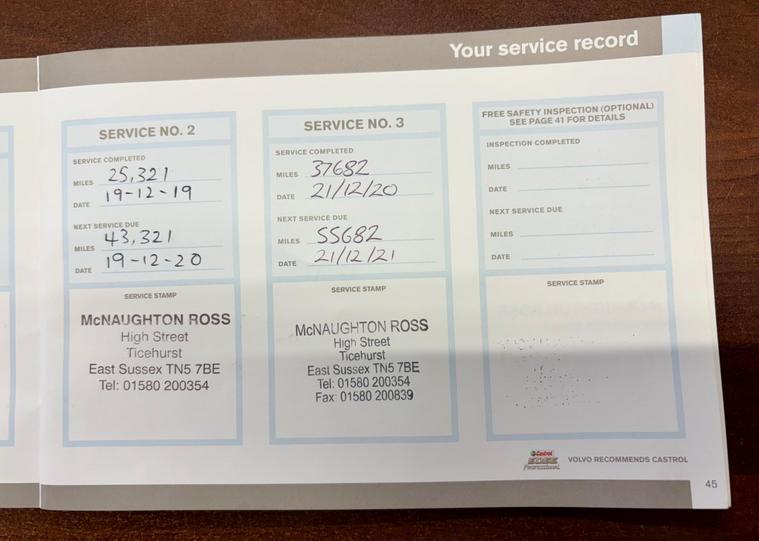 Your service record
SERVICE NO. 2
SERVICE COMPLETED
MILES 25,321
DATE 19-12-19
NEXT SERVICE DUE
MILES 43,321
DATE 19-12-20
SERVICE STAMP
McNAUGHTON ROSS
High Street
Ticehurst
East Sussex TN5 7BE
Tel: 01580 200354
SERVICE NO. 3
SERVICE COMPLETED
MILES 37682
DATE 21/12/20
NEXT SERVICE DUE
MILES 55682
DATE 21/12/21
SERVICE STAMP
McNAUGHTON ROSS
High Street
Ticehurst
East Sussex TN5 7BE
Tel: 01580 200354
Fax: 01580 200839
FREE SAFETY INSPECTION (OPTIONAL)
SEE PAGE 41 FOR DETAILS
INSPECTION COMPLETED
MILES
DATE
NEXT SERVICE DUE
MILES
DATE
SERVICE STAMP
Castrol
EDGE
Professional
VOLVO RECOMMENDS CASTROL
45